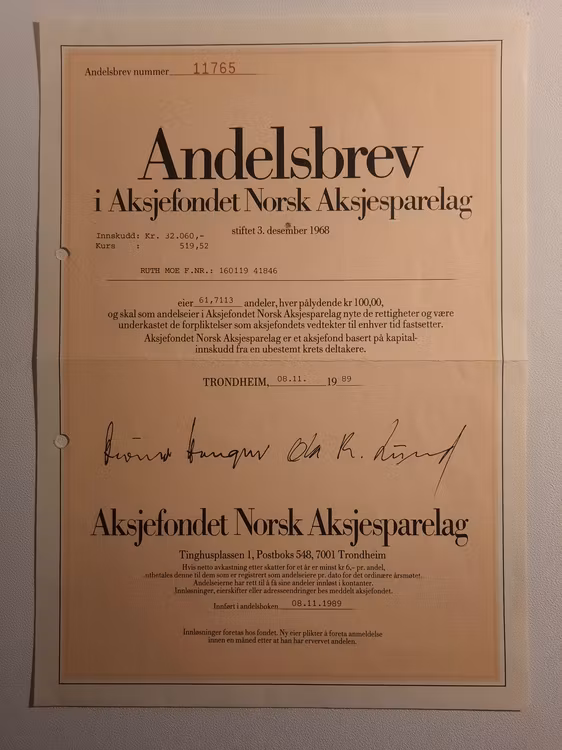 Andelsbrev nummer 11765
Andelsbrev
i Aksjefondet Norsk Aksjesparelag
stiftet 3. desember 1968
Innskudd: Kr. 32.060,-
Kurs : 519,52
RUTH MOE F.NR.: 160119 41846
eier 61,7113 andeler, hver pålydende kr 100,00,
og skal som andelseier i Aksjefondet Norsk Aksjesparelag nyte de rettigheter og være
underkastet de forpliktelser som aksjefondets vedtekter til enhver tid fastsetter.
Aksjefondet Norsk Aksjesparelag er et aksjefond basert på kapital-
innskudd fra en ubestemt krets deltakere.
TRONDHEIM, 08.11. 19 89
Ola R.
Aksjefondet Norsk Aksjesparelag
Tinghusplassen 1, Postboks 548, 7001 Trondheim
Hvis netto avkastning etter skatter for et år er minst kr 6,- pr. andel,
utbetales denne til dem som er registrert som andelseiere pr. dato for det ordinære årsmøtet.
Andelseierne har rett til å få sine andeler innløst i kontanter.
Innløsninger, eierskifter eller adresseendringer bes meddelt aksjefondet.
Innført i andelsboken 08.11.1989
Innløsninger foretas hos fondet. Ny eier plikter å foreta anmeldelse
innen en måned etter at han har ervervet andelen.